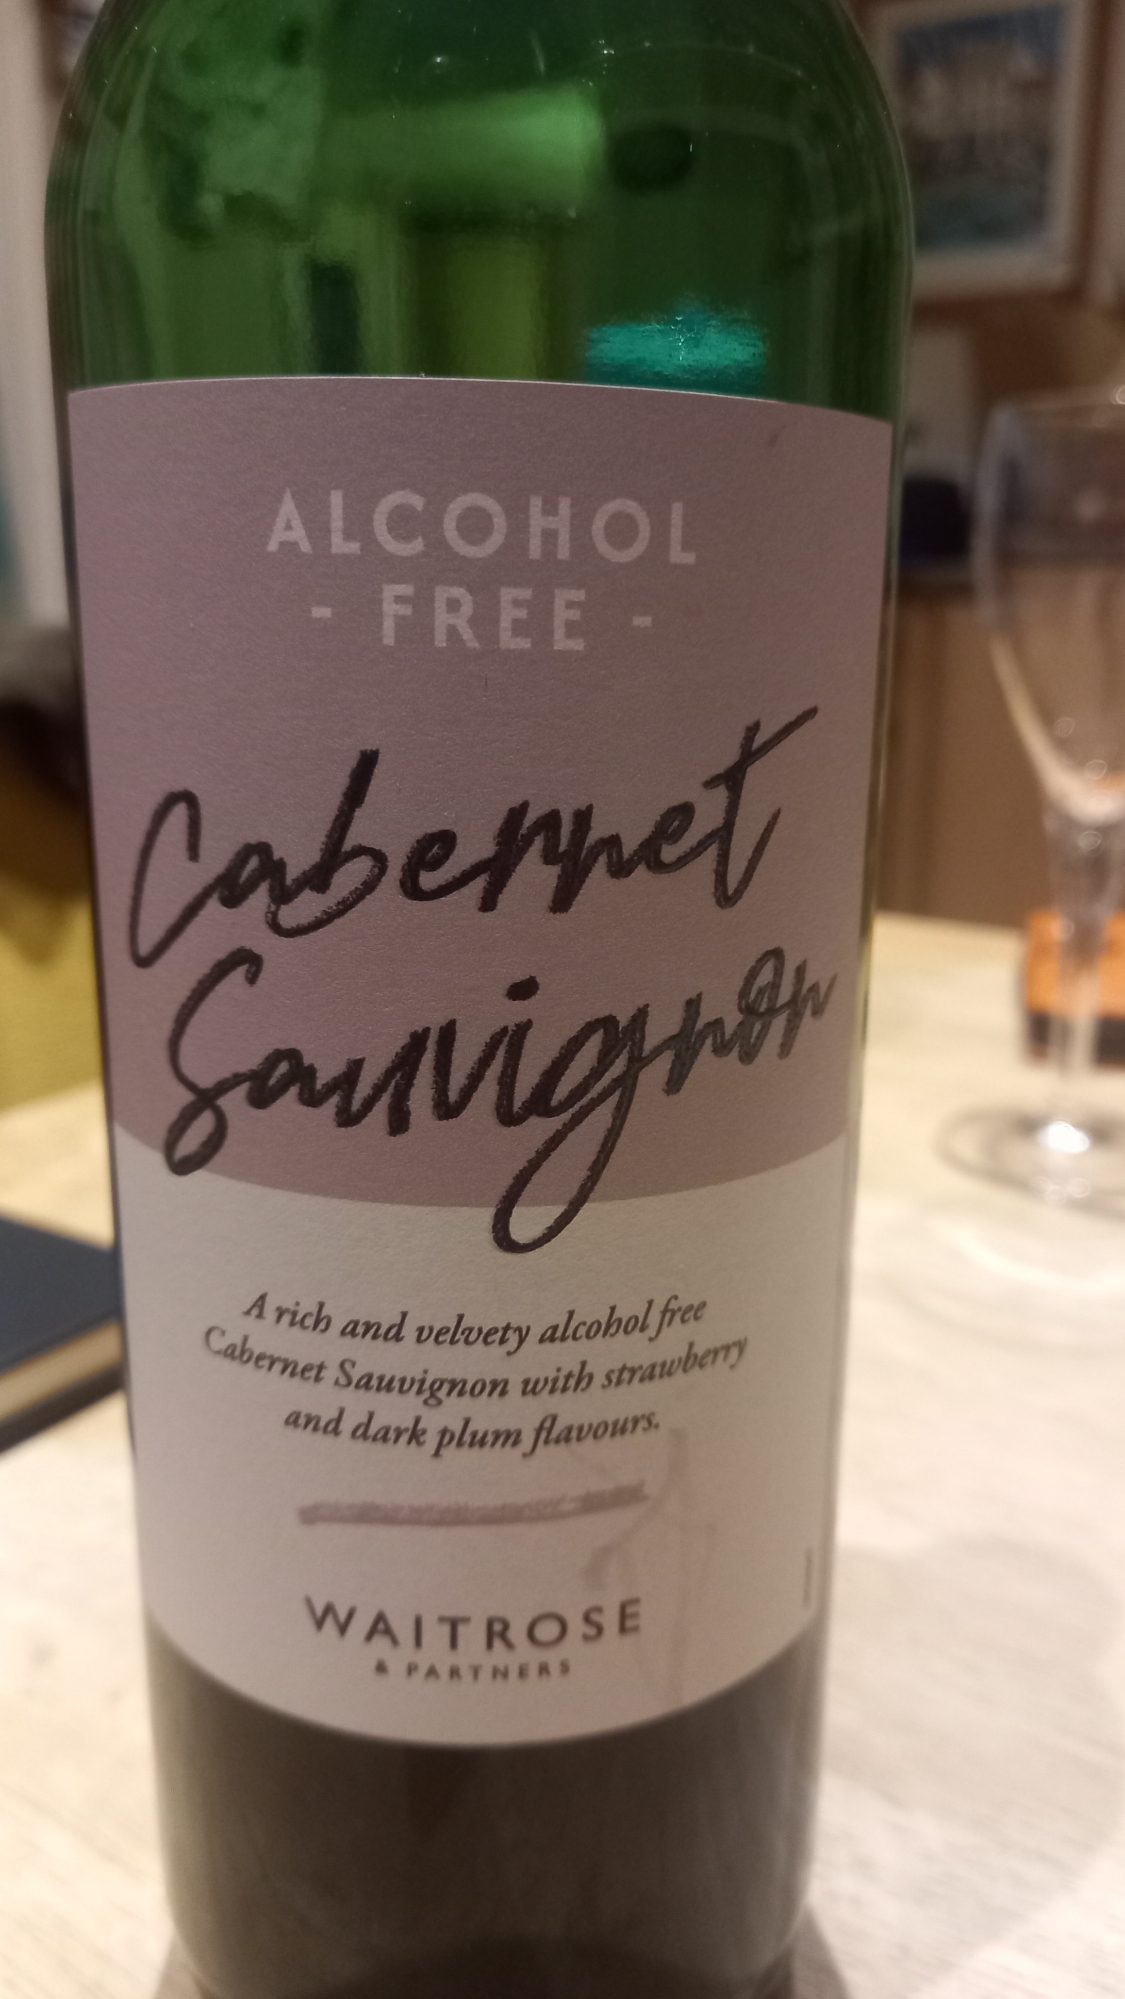 ALCOHOL
- FREE -
Cabernet
Sauvignon
A rich and velvety alcohol free
Cabernet Sauvignon with strawberry
and dark plum flavours.
WAITROSE
& PARTNERS